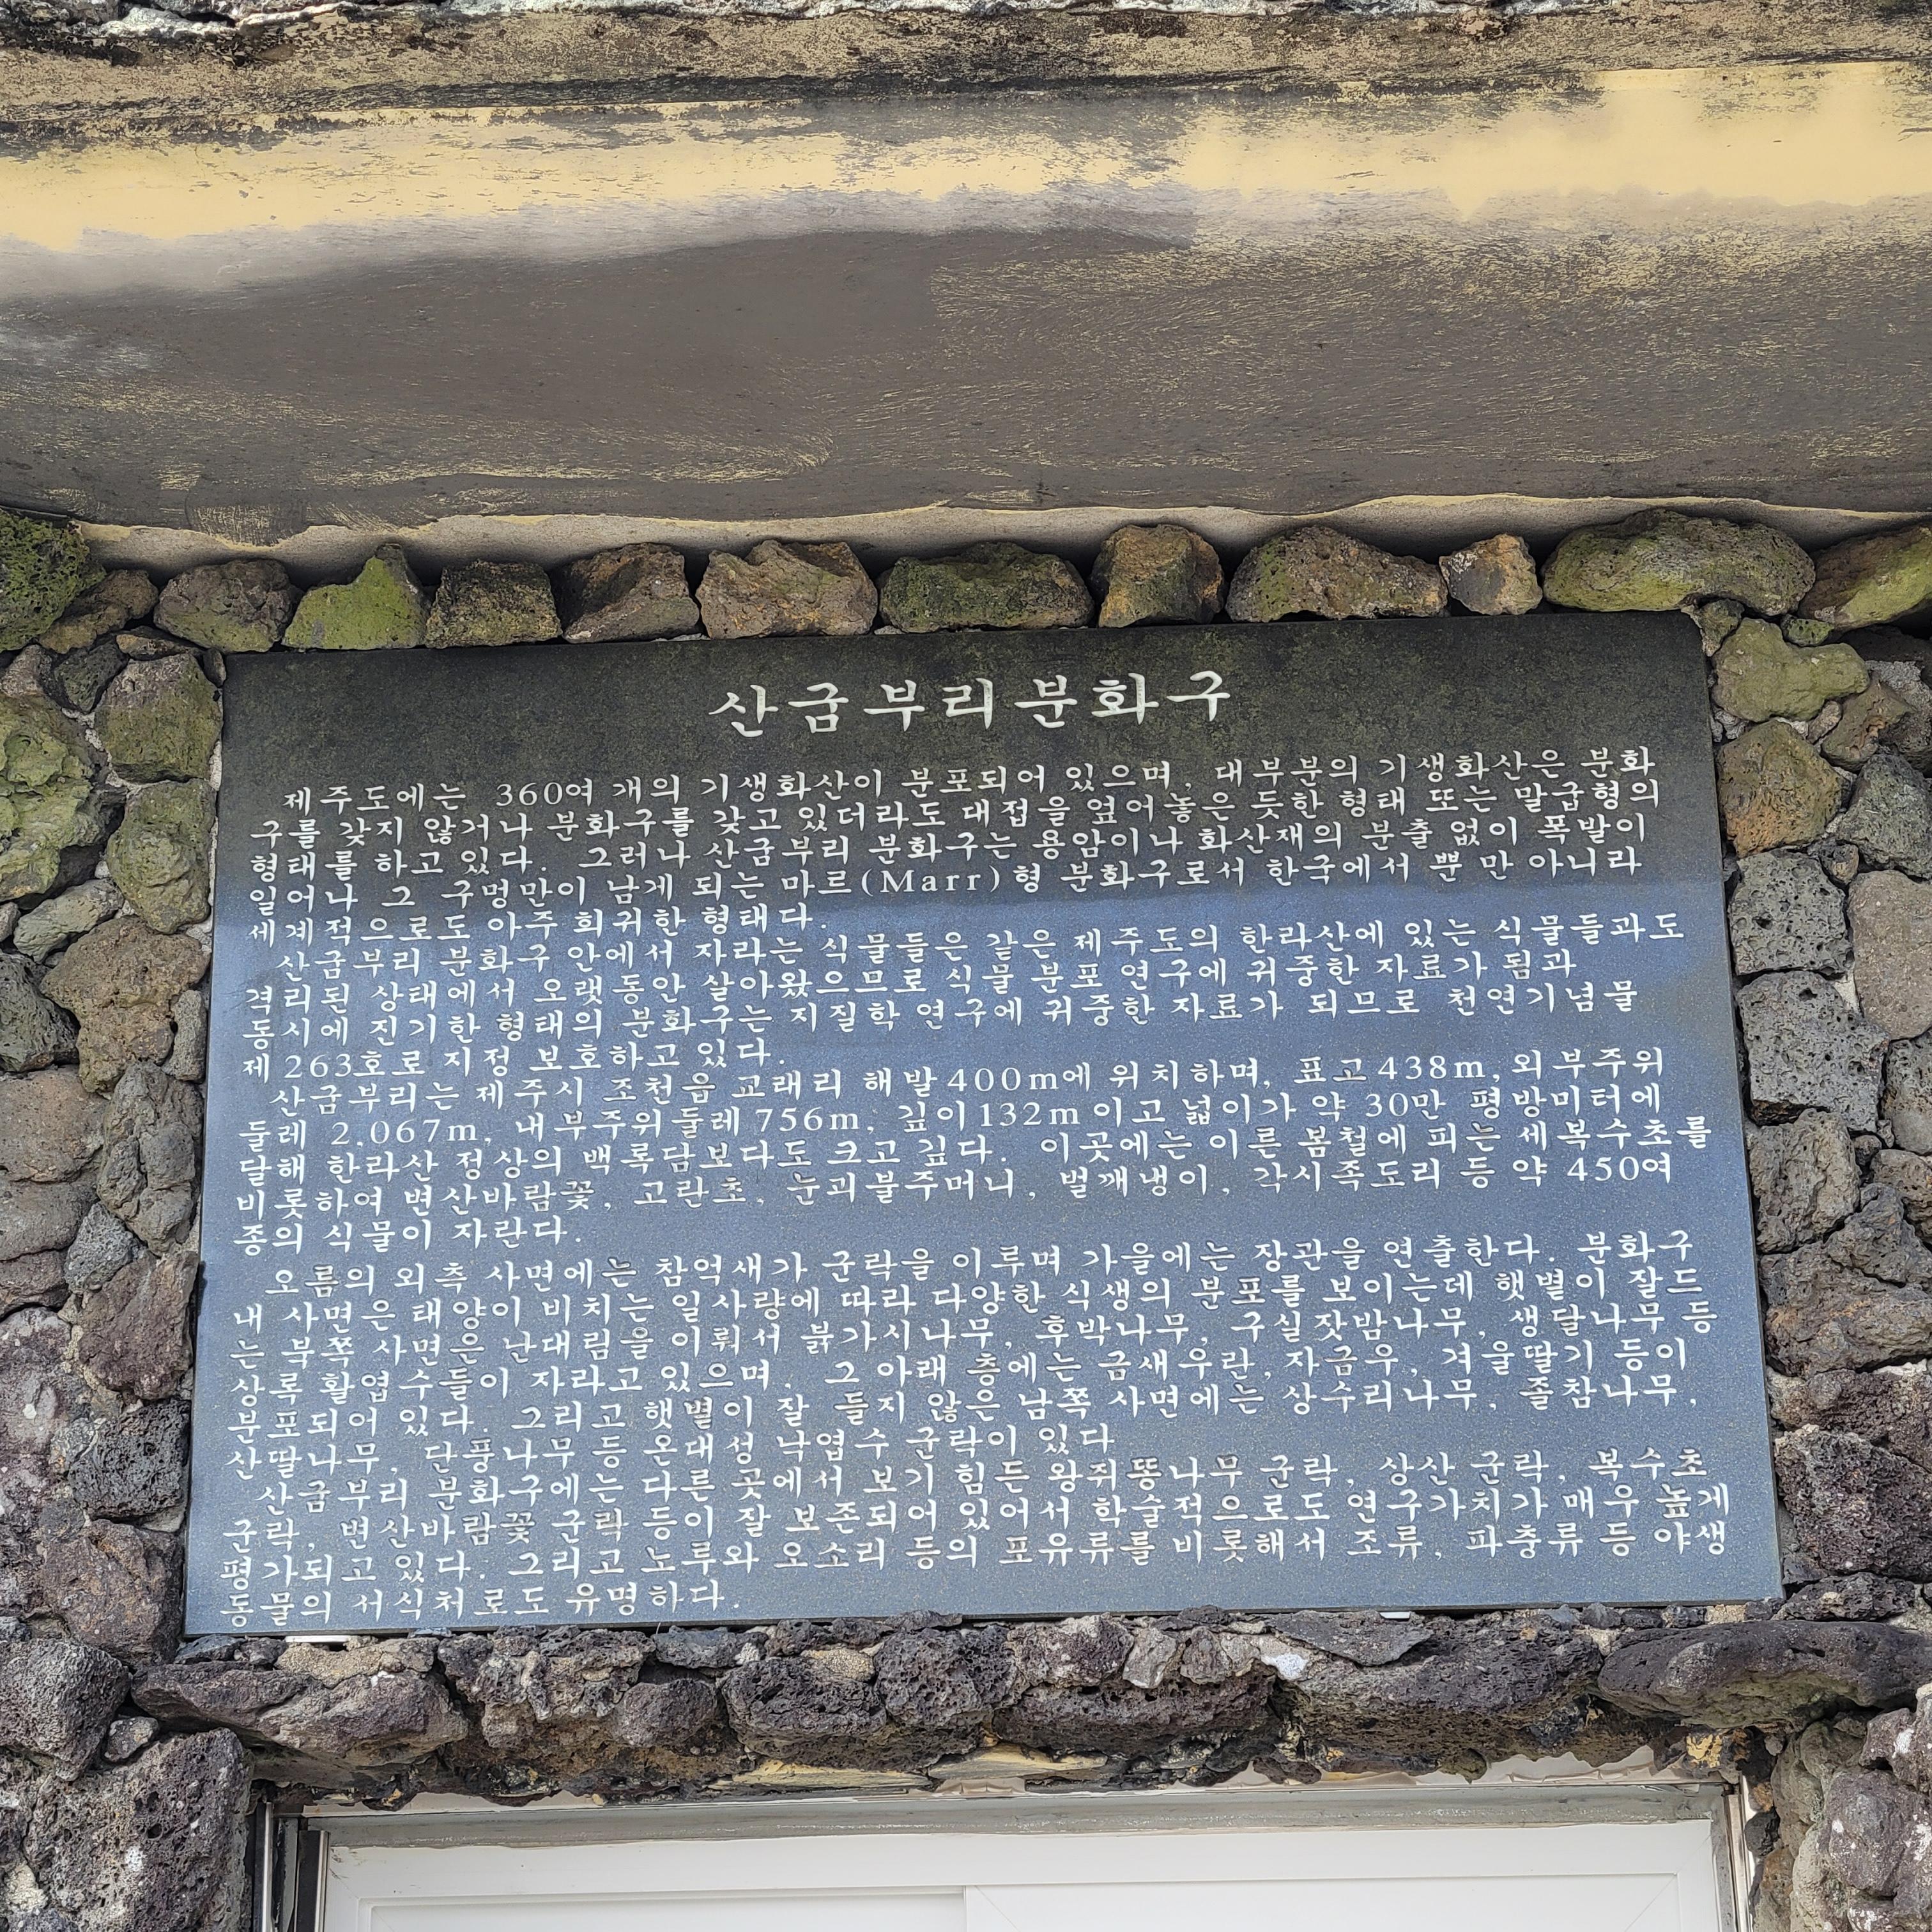 산굼부리분화구
제주도에는 360여 개의 기생화산이 분포되어 있으며, 대부분의 기생화산은 분화
구를 갖지 않거나 분화구를 갖고 있더라도 대접을 엎어놓은 듯한 형태 또는 말굽형의
형태를 하고 있다. 그러나 산굼부리 분화구는 용암이나 화산재의 분출 없이 폭발이
일어나 그 구멍만이 남게 되는 마르(Marr)형 분화구로서 한국에서 뿐 만 아니라
세계적으로도 아주 희귀한 형태다.
산굼부리 분화구 안에서 자라는 식물들은 같은 제주도의 한라산에 있는 식물들과도
격리된 상태에서 오랫동안 살아왔으므로 식물 분포 연구에 귀중한 자료가 됨과
동시에 진기한 형태의 분화구는 지질학 연구에 귀중한 자료가 되므로 천연기념물
제263호로 지정 보호하고 있다.
산굼부리는 제주시 조천읍 교래리 해발 400m에 위치하며, 표고 438m, 외부주위
둘레 2,067m, 내부주위둘레 756m, 깊이 132m 이고 넓이가 약 30만 평방미터에
달해 한라산 정상의 백록담보다도 크고 깊다. 이곳에는 이른 봄철에 피는 세복수초를
비롯하여 변산바람꽃, 고란초, 눈괴불주머니, 벌깨냉이, 각시족도리 등 약 450여
종의 식물이 자란다.
오름의 외측 사면에는 참억새가 군락을 이루며 가을에는 장관을 연출한다. 분화구
내 사면은 태양이 비치는 일사량에 따라 다양한 식생의 분포를 보이는데 햇볕이 잘드
는 북쪽 사면은 난대림을 이뤄서 붉가시나무, 후박나무, 구실잣밤나무, 생달나무 등
상록 활엽수들이 자라고 있으며, 그 아래 층에는 금새우란, 자금우, 겨울딸기 등이
분포되어 있다. 그리고 햇볕이 잘 들지 않은 남쪽 사면에는 상수리나무, 졸참나무,
산딸나무, 단풍나무 등 온대성 낙엽수 군락이 있다
산굼부리 분화구에는 다른 곳에서 보기 힘든 왕쥐똥나무 군락, 상산 군락, 복수초
군락, 변산바람꽃 군락 등이 잘 보존되어 있어서 학술적으로도 연구가치가 매우 높게
평가되고 있다. 그리고 노루와 오소리 등의 포유류를 비롯해서 조류, 파충류 등 야생
동물의 서식처로도 유명하다.